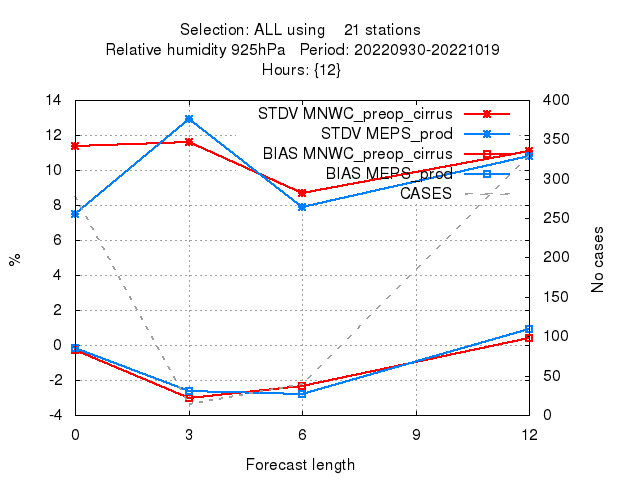 Selection: ALL using 21 stations
Relative humidity 925hPa Period: 20220930-20221019
Hours: {12}
14
12
10
8
6
4
2
0
-2
-4
%
400
350
300
250
200
150
100
50
0
No cases
STDV MNWC_preop_cirrus
STDV MEPS_prod
BIAS MNWC_preop_cirrus
BIAS MEPS_prod
CASES
0 3 6 9 12
Forecast length